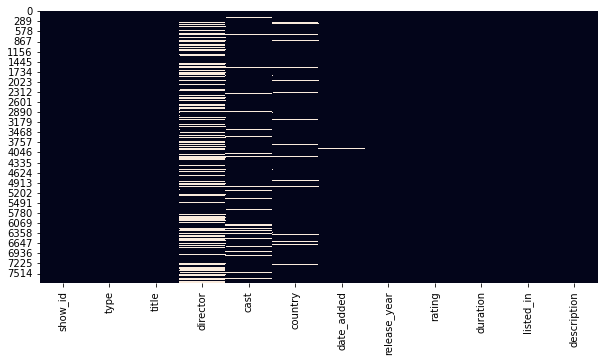 0
289
578
867
1156
1445
1734
2023
2312
2601
2890
3179
3468
3757
4046
4335
4624
4913
5202
5491
5780
6069
6358
6647
6936
7225
7514
show_id
type
title
director
cast
country
date_added
release_year
rating
duration
listed_in
description